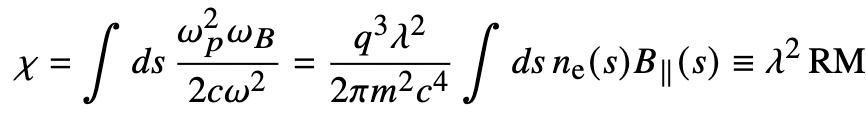 χ = ∫ ds ω_p^2 ω_B / 2cω^2 = q^3 λ^2 / 2πm^2 c^4 ∫ ds n_e(s)B_∥(s) ≡ λ^2 RM